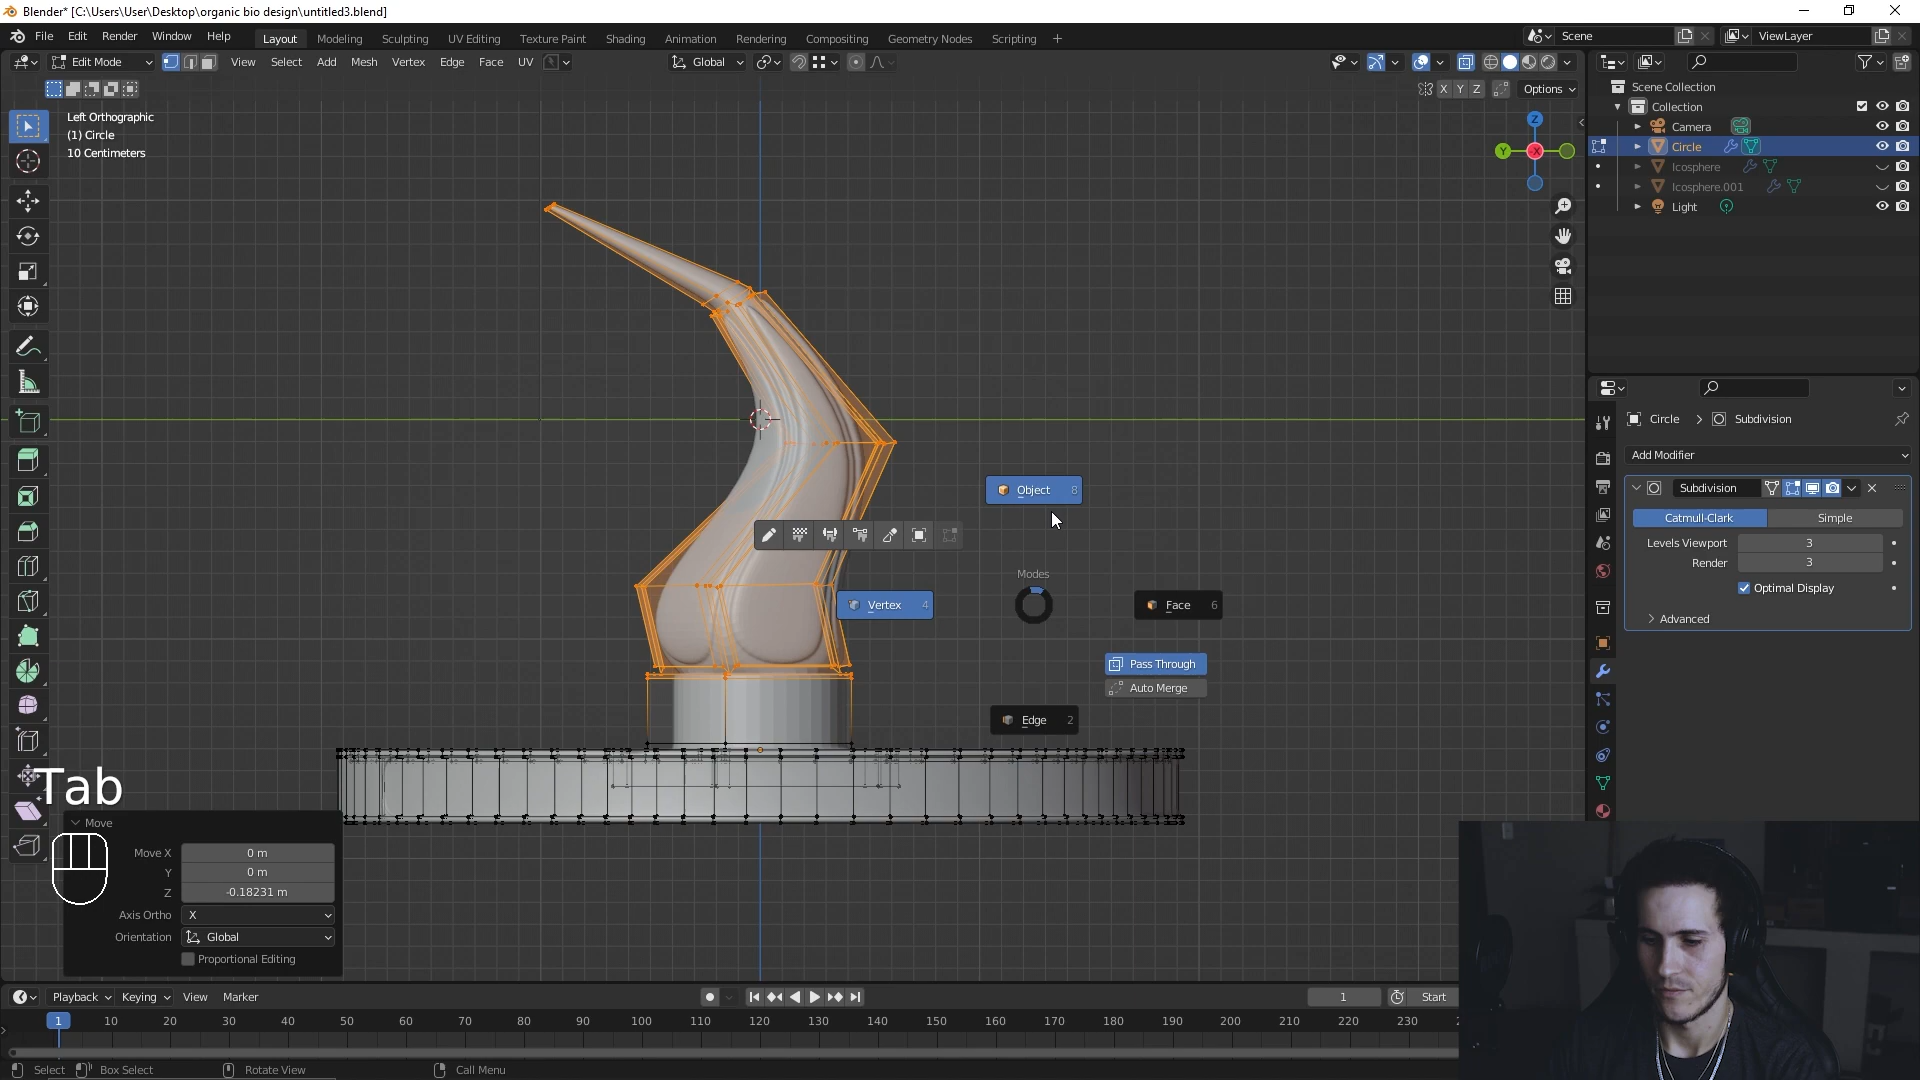 Blender* [C:\Users\User\Desktop\organic bio design\untitled3.blend]
File Edit Render Window Help Layout Modeling Sculpting UV Editing Texture Paint Shading Animation Rendering Compositing Geometry Nodes Scripting + Scene ViewLayer
Edit Mode View Select Add Mesh Vertex Edge Face UV Global
X Y Z Options
Left Orthographic
(1) Circle
10 Centimeters
Z
Y
X
Scene Collection
Collection
Camera
Circle
Icosphere
Icosphere.001
Light
Circle > Subdivision
Add Modifier
Subdivision
Catmull-Clark Simple
Levels Viewport 3
Render 3
Optimal Display
Advanced
Object 8
Modes
Vertex 4
Face 6
Pass Through
Auto Merge
Edge 2
Tab
Move
Move X 0 m
Y 0 m
Z -0.18231 m
Axis Ortho X
Orientation Global
Proportional Editing
Playback Keying View Marker 1 Start
1 10 20 30 40 50 60 70 80 90 100 110 120 130 140 150 160 170 180 190 200 210 220 230
Select Box Select Rotate View Call Menu